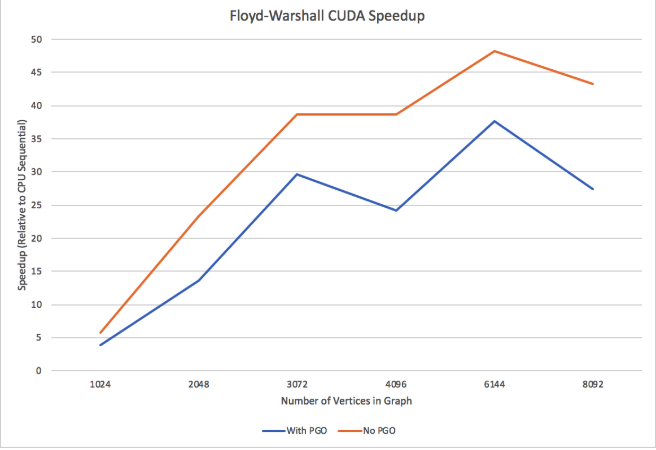 Floyd-Warshall CUDA Speedup
Speedup (Relative to CPU Sequential)
50
45
40
35
30
25
20
15
10
5
0
1024 2048 3072 4096 6144 8092
Number of Vertices in Graph
With PGO No PGO